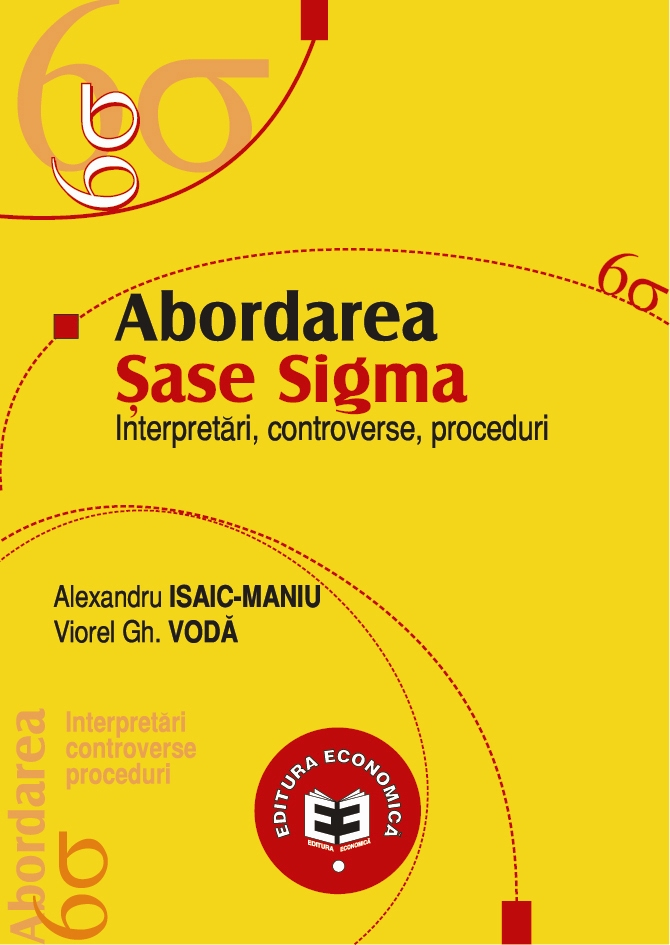 6σ
6σ
6σ
Abordarea
Șase Sigma
Interpretări, controverse, proceduri
Alexandru ISAIC-MANIU
Viorel Gh. VODĂ
Abordarea
6σ
Interpretări
controverse
proceduri
EDITURA ECONOMICĂ
EDITURA ECONOMICĂ